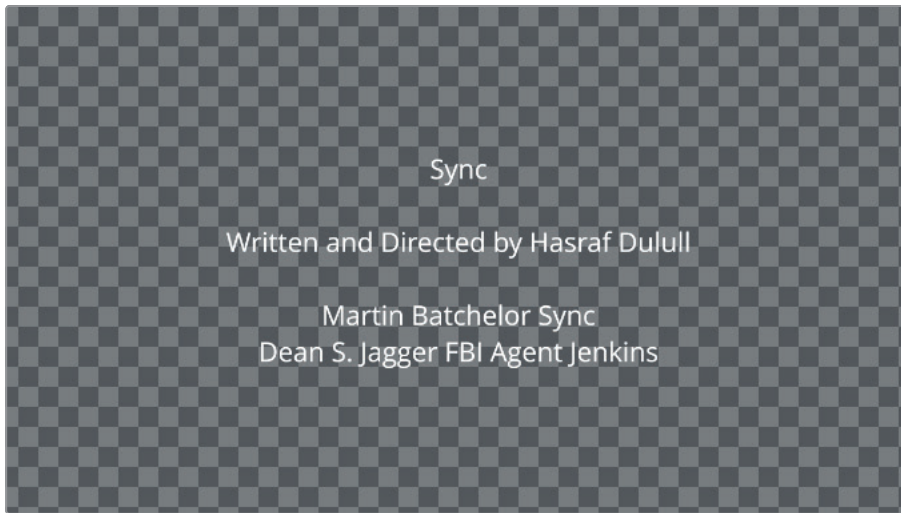 Sync
Written and Directed by Hasraf Dulull
Martin Batchelor Sync
Dean S. Jagger FBI Agent Jenkins